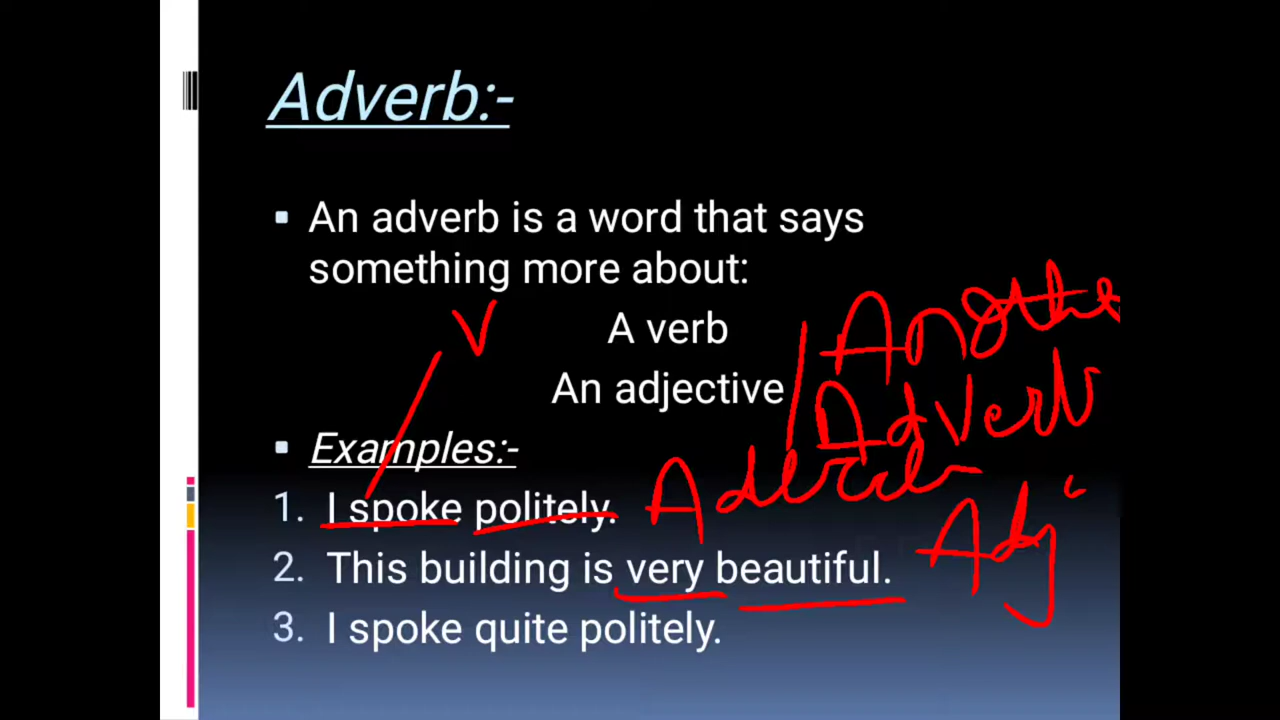 Adverb:-
An adverb is a word that says
something more about:
V
A verb
Another
An adjective
Adverb
Examples:-
1. I spoke politely.
Adverb
2. This building is very beautiful.
Adj
3. I spoke quite politely.